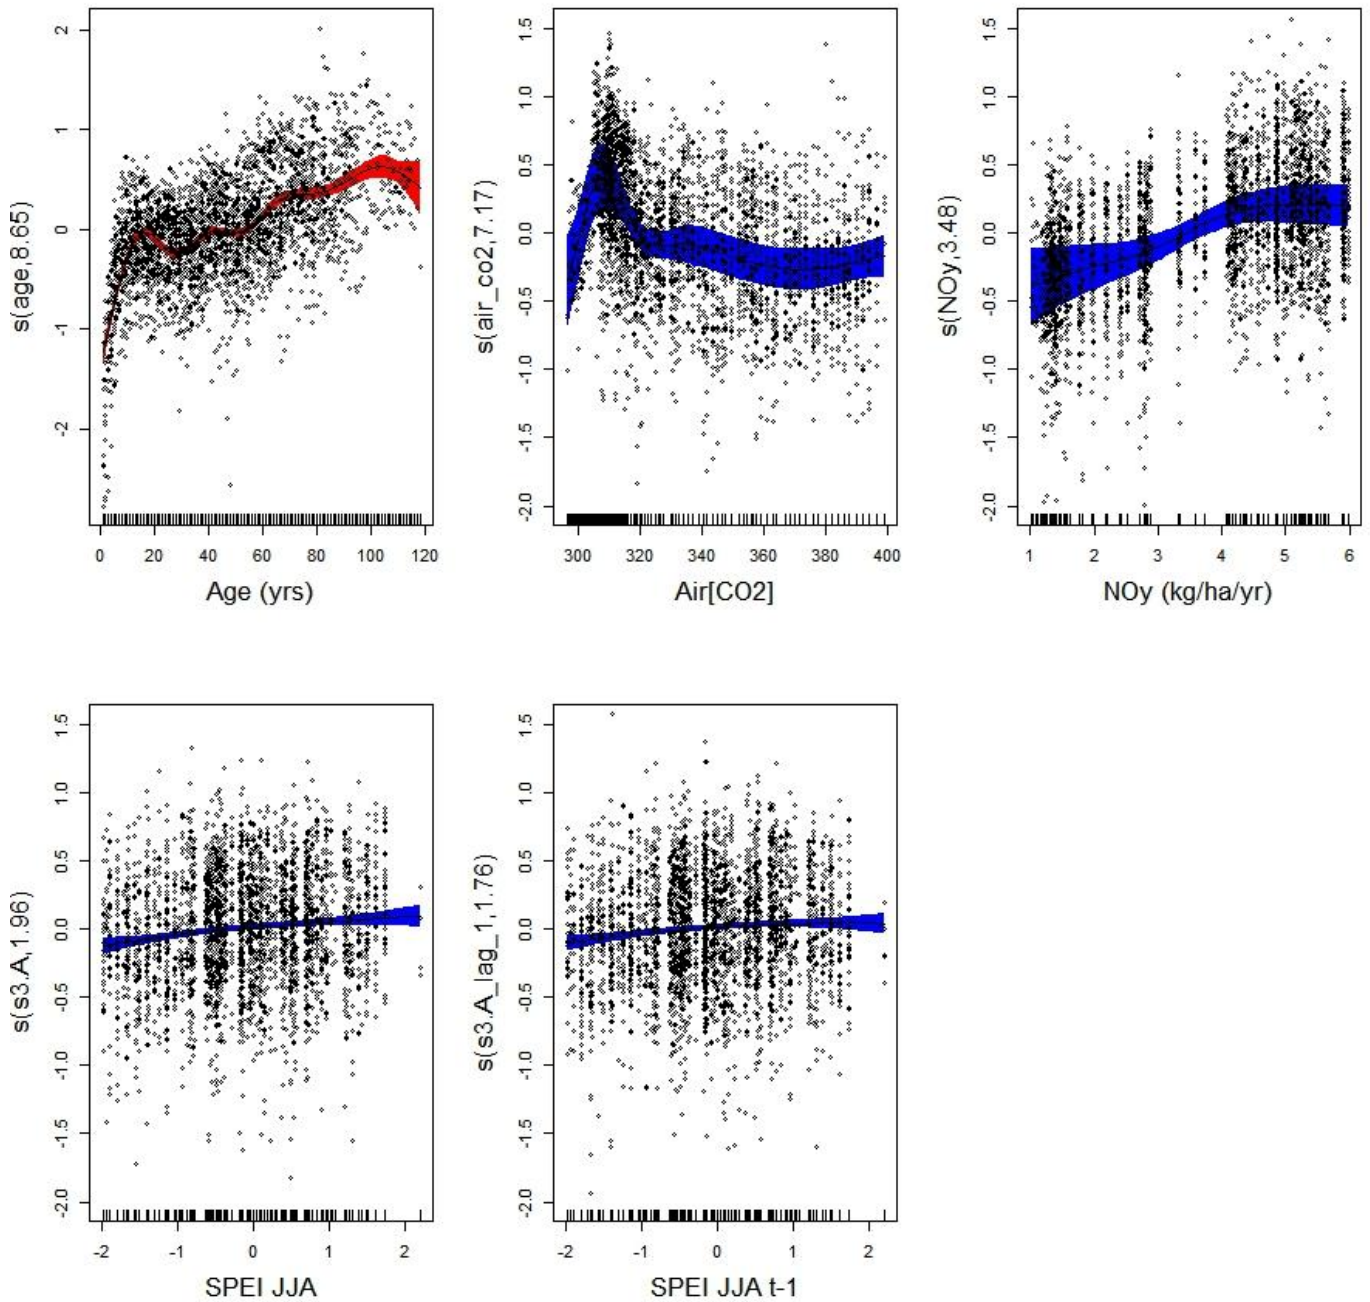 s(age,8.65)
2
1
0
-1
-2
0 20 40 60 80 100 120
Age (yrs)
s(air_co2,7.17)
1.5
1.0
0.5
0.0
-0.5
-1.0
-1.5
-2.0
300 320 340 360 380 400
Air[CO2]
s(NOy,3.48)
1.5
1.0
0.5
0.0
-0.5
-1.0
-1.5
-2.0
1 2 3 4 5 6
NOy (kg/ha/yr)
s(s3.A,1.96)
1.5
1.0
0.5
0.0
-0.5
-1.0
-1.5
-2.0
-2 -1 0 1 2
SPEI JJA
s(s3.A_lag_1,1.76)
1.5
1.0
0.5
0.0
-0.5
-1.0
-1.5
-2.0
-2 -1 0 1 2
SPEI JJA t-1